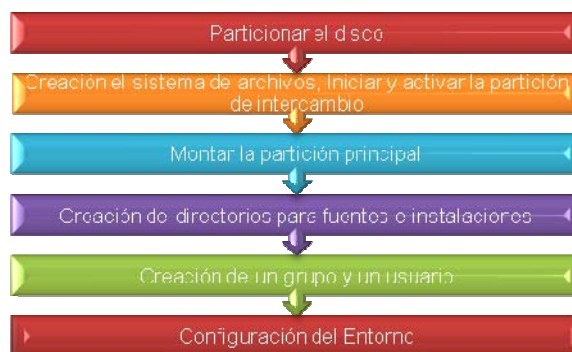 Particionar el disco
Creación el sistema de archivos, Iniciar y activar la partición
de intercambio
Montar la partición principal
Creación de directorios para fuentes e instalaciones
Creación de un grupo y un usuario
Configuración del Entorno